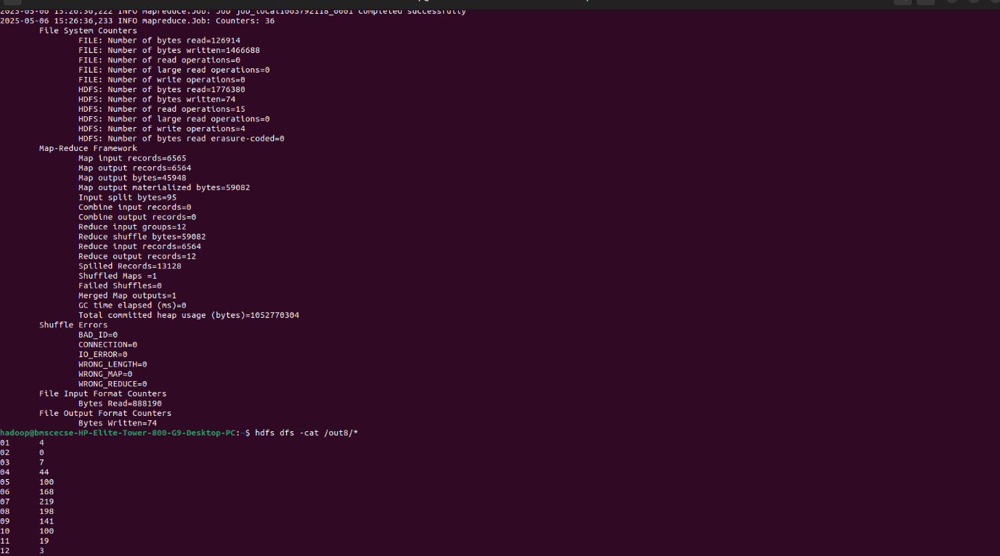 2025-05-06 15:26:36,222 INFO mapreduce.Job: Job job_local1063792118_0001 completed successfully
2025-05-06 15:26:36,233 INFO mapreduce.Job: Counters: 36
File System Counters
FILE: Number of bytes read=126914
FILE: Number of bytes written=1466688
FILE: Number of read operations=0
FILE: Number of large read operations=0
FILE: Number of write operations=0
HDFS: Number of bytes read=1776380
HDFS: Number of bytes written=74
HDFS: Number of read operations=15
HDFS: Number of large read operations=0
HDFS: Number of write operations=4
HDFS: Number of bytes read erasure-coded=0
Map-Reduce Framework
Map input records=6565
Map output records=6564
Map output bytes=45948
Map output materialized bytes=59082
Input split bytes=95
Combine input records=0
Combine output records=0
Reduce input groups=12
Reduce shuffle bytes=59082
Reduce input records=6564
Reduce output records=12
Spilled Records=13128
Shuffled Maps =1
Failed Shuffles=0
Merged Map outputs=1
GC time elapsed (ms)=0
Total committed heap usage (bytes)=1052770304
Shuffle Errors
BAD_ID=0
CONNECTION=0
IO_ERROR=0
WRONG_LENGTH=0
WRONG_MAP=0
WRONG_REDUCE=0
File Input Format Counters
Bytes Read=888190
File Output Format Counters
Bytes Written=74
hadoop@bmscecse-HP-Elite-Tower-800-G9-Desktop-PC:~$ hdfs dfs -cat /out8/*
01 4
02 0
03 7
04 44
05 100
06 168
07 219
08 198
09 141
10 100
11 19
12 3